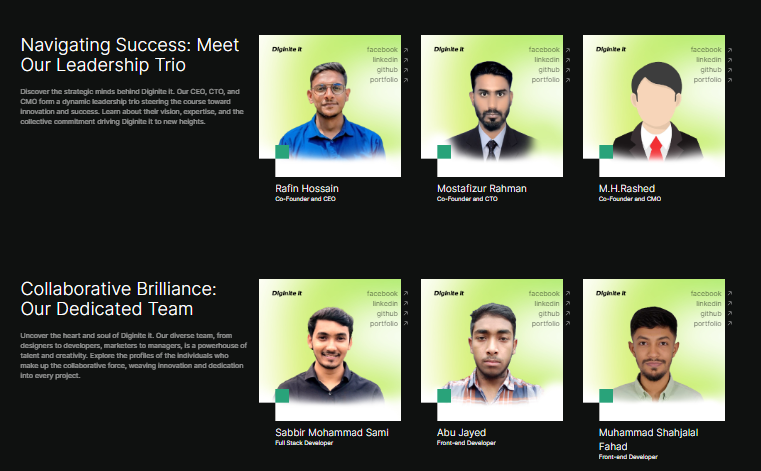 Navigating Success: Meet
Our Leadership Trio
Discover the strategic minds behind Diginite It. Our CEO, CTO, and
CMO form a dynamic leadership trio steering the course toward
innovation and success. Learn about their vision, expertise, and the
collective commitment driving Diginite it to new heights.
Diginite It
facebook ↗
linkedin ↗
github ↗
portfolio ↗
Rafin Hossain
Co-Founder and CEO
Diginite It
facebook ↗
linkedin ↗
github ↗
portfolio ↗
Mostafizur Rahman
Co-Founder and CTO
Diginite It
facebook ↗
linkedin ↗
github ↗
portfolio ↗
M.H.Rashed
Co-Founder and CMO
Collaborative Brilliance:
Our Dedicated Team
Uncover the heart and soul of Diginite It. Our diverse team, from
designers to developers, marketers to managers, is a powerhouse of
talent and creativity. Explore the profiles of the individuals who
make up the collaborative force, weaving innovation and dedication
into every project.
Diginite It
facebook ↗
linkedin ↗
github ↗
portfolio ↗
Sabbir Mohammad Sami
Full Stack Developer
Diginite It
facebook ↗
linkedin ↗
github ↗
portfolio ↗
Abu Jayed
Front-end Developer
Diginite It
facebook ↗
linkedin ↗
github ↗
portfolio ↗
Muhammad Shahjalal
Fahad
Front-end Developer